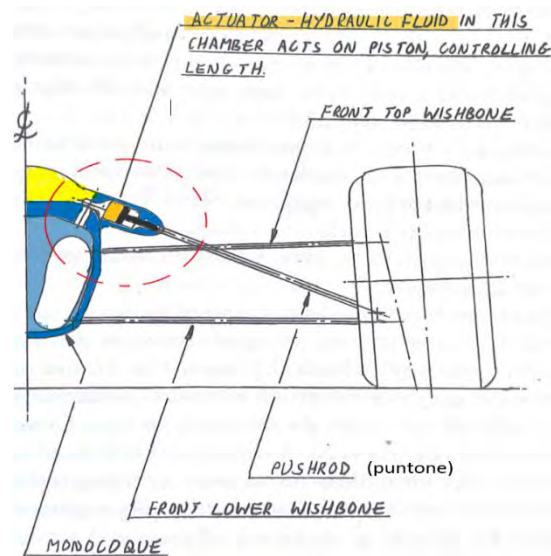 ACTUATOR - HYDRAULIC FLUID IN THIS
CHAMBER ACTS ON PISTON, CONTROLLING
LENGTH.
FRONT TOP WISHBONE
℄
PUSHROD (puntone)
FRONT LOWER WISHBONE
MONOCOQUE